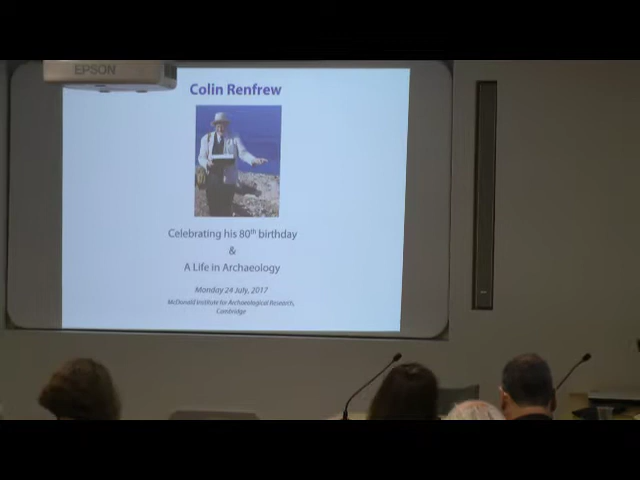 EPSON
Colin Renfrew
Celebrating his 80th birthday
&
A Life in Archaeology
Monday 24 July, 2017
McDonald Institute for Archaeological Research,
Cambridge